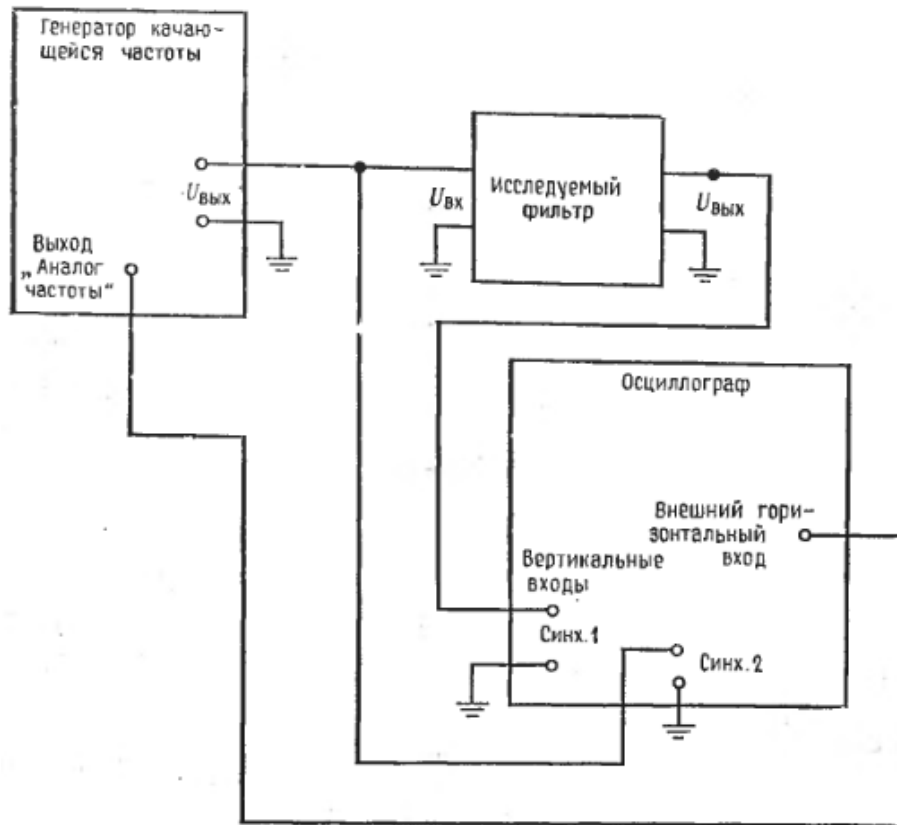 Генератор качаю-
щейся частоты
Uвых
Выход
„Аналог
частоты“
Uвх
Исследуемый
фильтр
Uвых
Осциллограф
Внешний гори-
зонтальный
вход
Вертикальные
входы
Синх.1
Синх.2